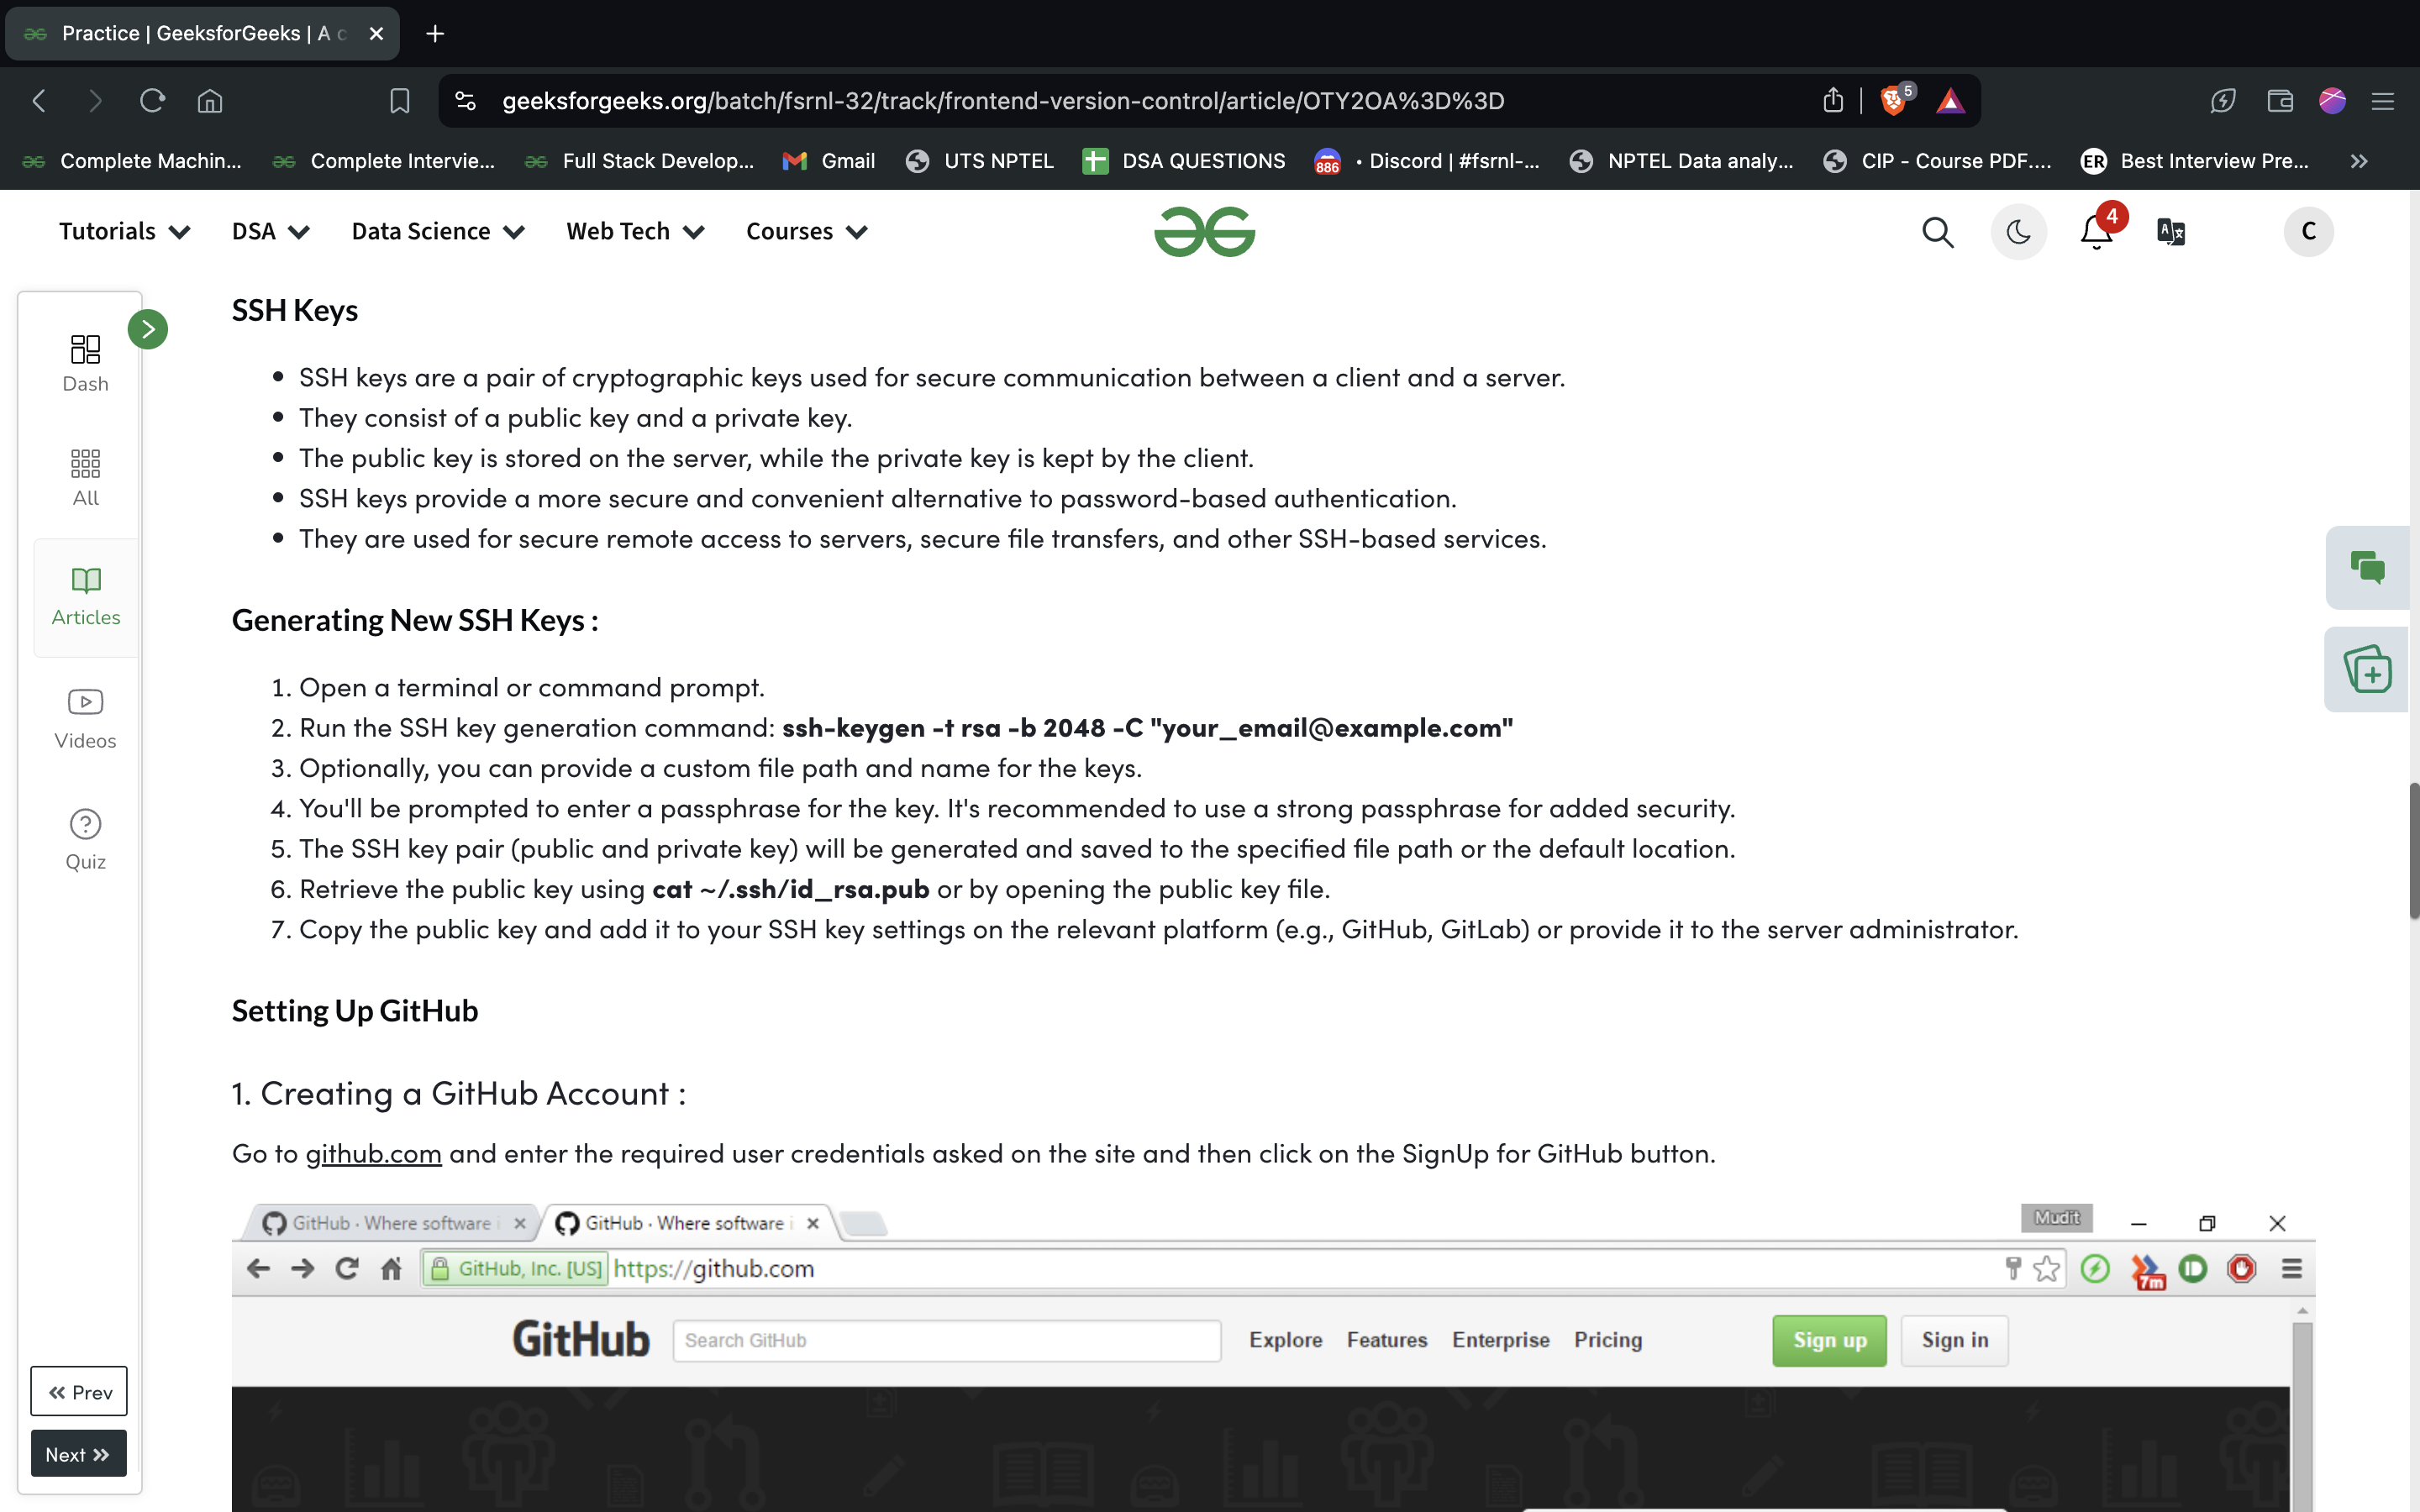 Practice | GeeksforGeeks | A c
geeksforgeeks.org/batch/fsrnl-32/track/frontend-version-control/article/OTY2OA%3D%3D
5
Complete Machin...
Complete Intervie...
Full Stack Develop...
Gmail
UTS NPTEL
DSA QUESTIONS
886
• Discord | #fsrnl-...
NPTEL Data analy...
CIP - Course PDF....
ER
Best Interview Pre...
Tutorials
DSA
Data Science
Web Tech
Courses
4
C
Dash
All
Articles
Videos
Quiz
« Prev
Next »
SSH Keys
• SSH keys are a pair of cryptographic keys used for secure communication between a client and a server.
• They consist of a public key and a private key.
• The public key is stored on the server, while the private key is kept by the client.
• SSH keys provide a more secure and convenient alternative to password-based authentication.
• They are used for secure remote access to servers, secure file transfers, and other SSH-based services.
Generating New SSH Keys :
1. Open a terminal or command prompt.
2. Run the SSH key generation command: ssh-keygen -t rsa -b 2048 -C "your_email@example.com"
3. Optionally, you can provide a custom file path and name for the keys.
4. You'll be prompted to enter a passphrase for the key. It's recommended to use a strong passphrase for added security.
5. The SSH key pair (public and private key) will be generated and saved to the specified file path or the default location.
6. Retrieve the public key using cat ~/.ssh/id_rsa.pub or by opening the public key file.
7. Copy the public key and add it to your SSH key settings on the relevant platform (e.g., GitHub, GitLab) or provide it to the server administrator.
Setting Up GitHub
1. Creating a GitHub Account :
Go to github.com and enter the required user credentials asked on the site and then click on the SignUp for GitHub button.
GitHub · Where software i
GitHub · Where software i
Mudit
GitHub, Inc. [US] https://github.com
7m
GitHub
Search GitHub
Explore
Features
Enterprise
Pricing
Sign up
Sign in